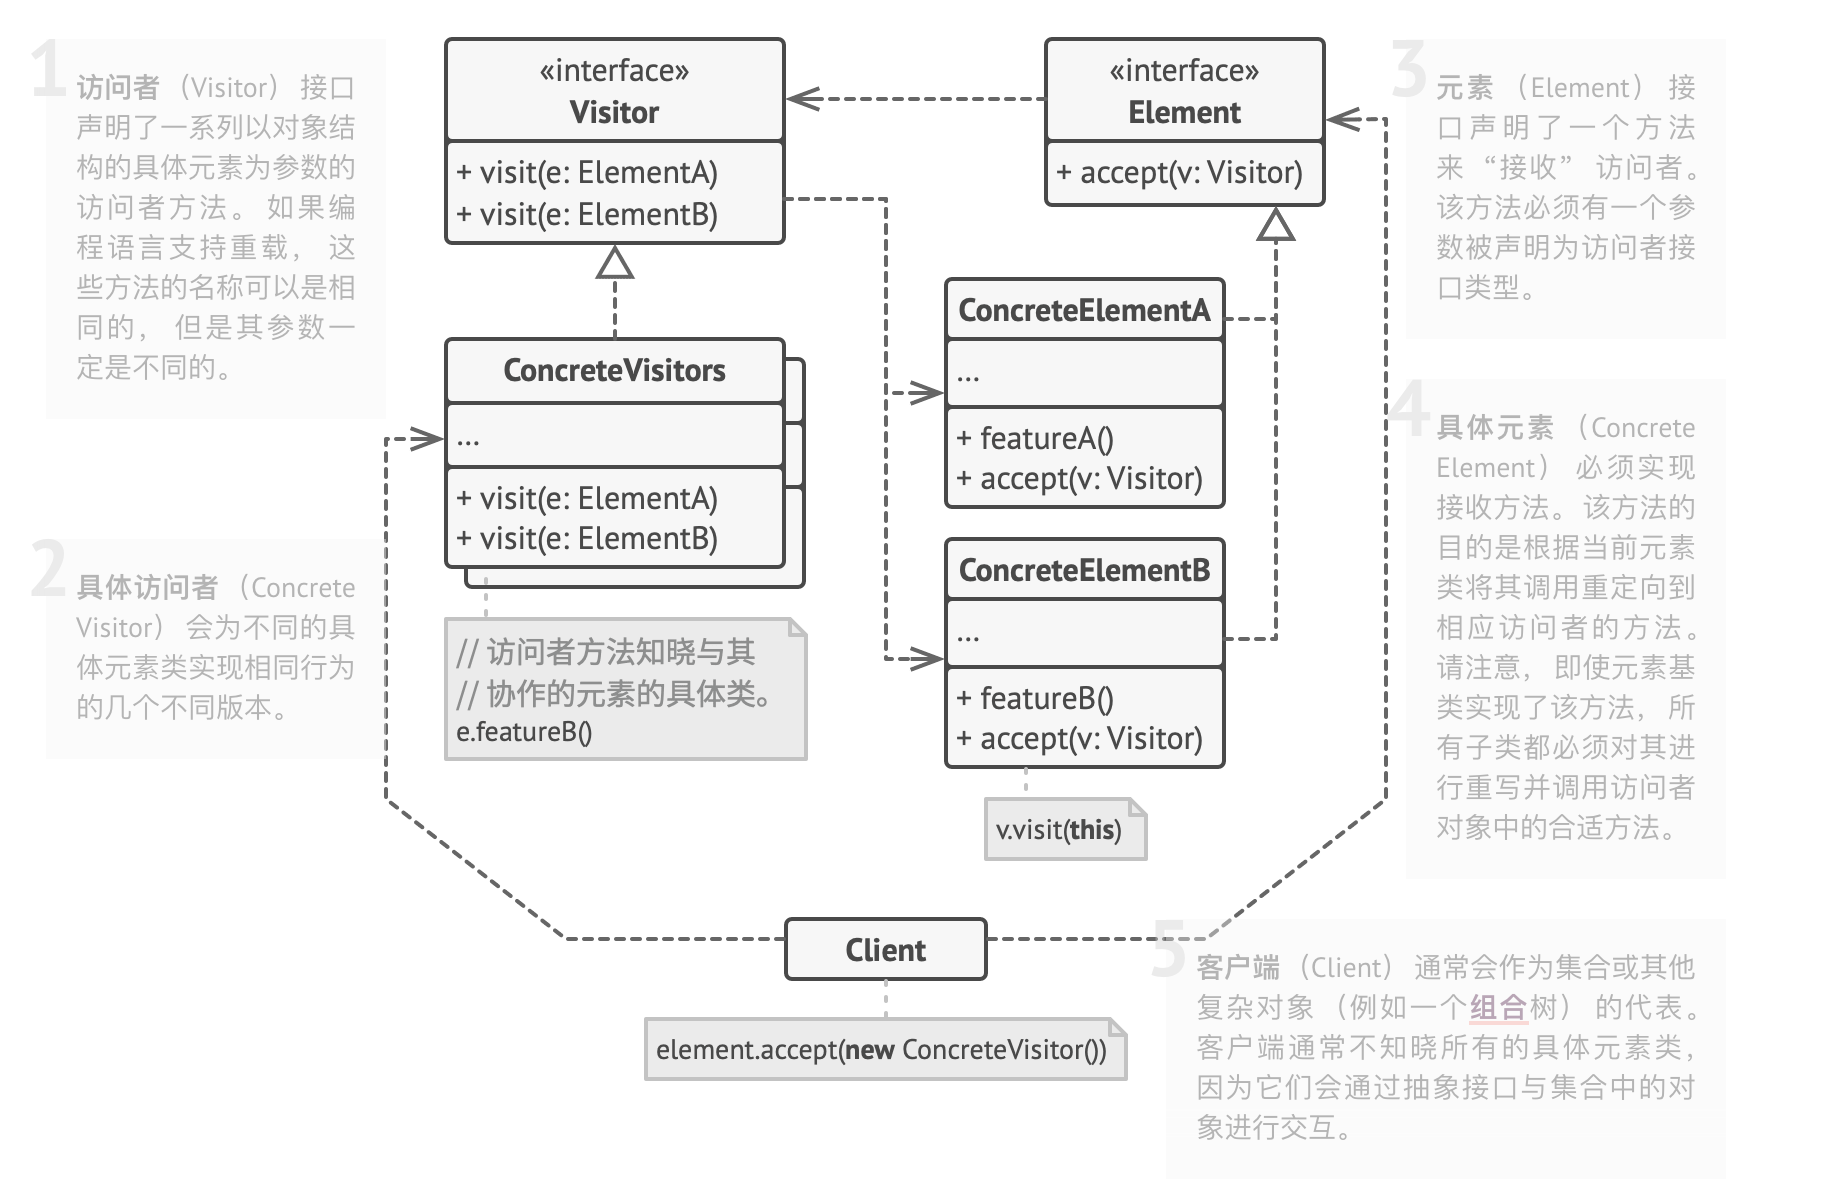 1
访问者（Visitor）接口
声明了一系列以对象结
构的具体元素为参数的
访问者方法。如果编
程语言支持重载，这
些方法的名称可以是相
同的，但是其参数一
定是不同的。
«interface»
Visitor
+ visit(e: ElementA)
+ visit(e: ElementB)
«interface»
Element
+ accept(v: Visitor)
3
元素（Element）接
口声明了一个方法
来“接收”访问者。
该方法必须有一个参
数被声明为访问者接
口类型。
ConcreteVisitors
...
+ visit(e: ElementA)
+ visit(e: ElementB)
ConcreteElementA
...
+ featureA()
+ accept(v: Visitor)
2
具体访问者（Concrete
Visitor）会为不同的具
体元素类实现相同行为
的几个不同版本。
// 访问者方法知晓与其
// 协作的元素的具体类。
e.featureB()
ConcreteElementB
...
+ featureB()
+ accept(v: Visitor)
v.visit(this)
4
具体元素（Concrete
Element）必须实现
接收方法。该方法的
目的是根据当前元素
类将其调用重定向到
相应访问者的方法。
请注意，即使元素基
类实现了该方法，所
有子类都必须对其进
行重写并调用访问者
对象中的合适方法。
Client
element.accept(new ConcreteVisitor())
5
客户端（Client）通常会作为集合或其他
复杂对象（例如一个组合树）的代表。
客户端通常不知晓所有的具体元素类，
因为它们会通过抽象接口与集合中的对
象进行交互。